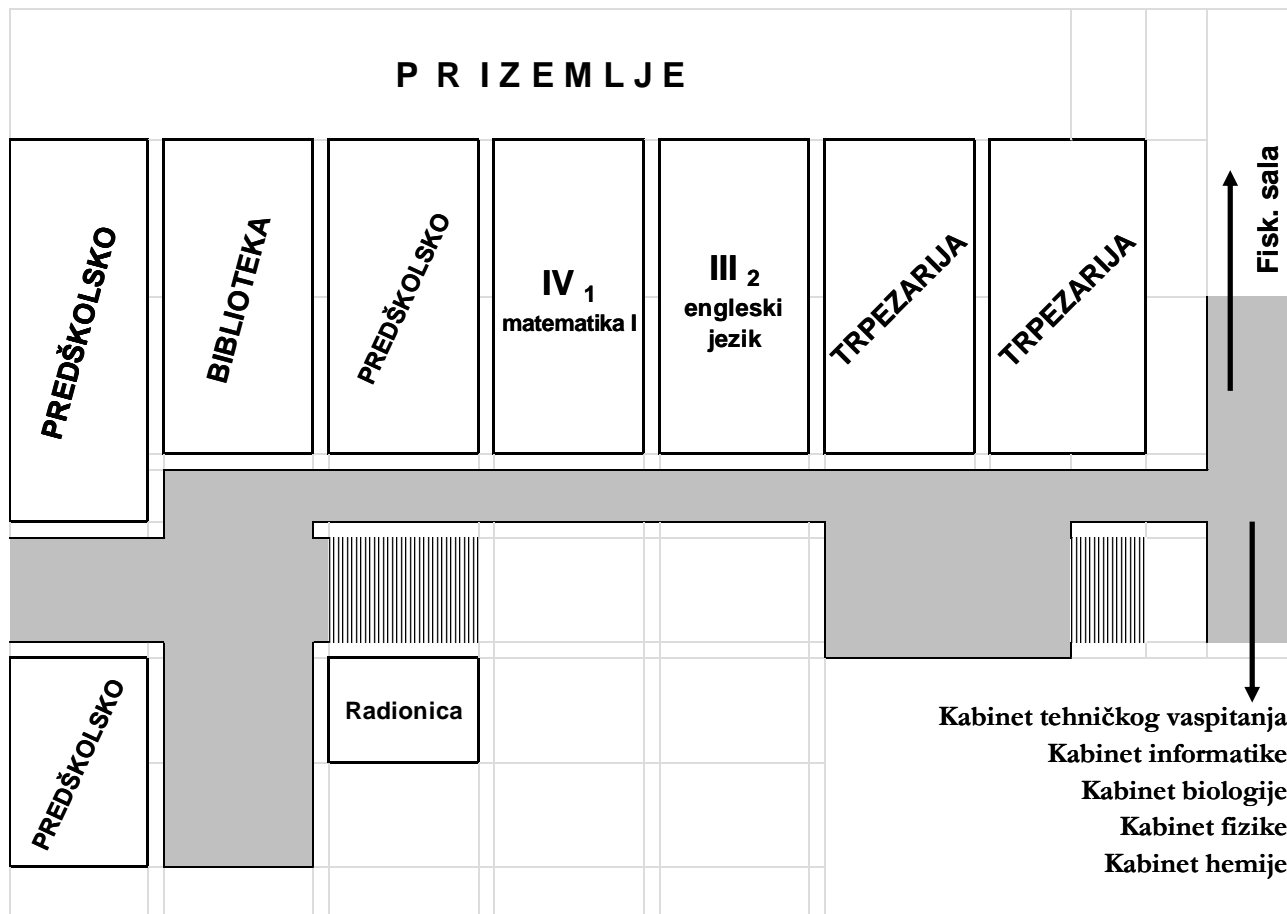 P R I Z E M L J E
PREDŠKOLSKO
BIBLIOTEKA
PREDŠKOLSKO
IV 1
matematika I
III 2
engleski
jezik
TRPEZARIJA
TRPEZARIJA
Fisk. sala
PREDŠKOLSKO
Radionica
Kabinet tehničkog vaspitanja
Kabinet informatike
Kabinet biologije
Kabinet fizike
Kabinet hemije